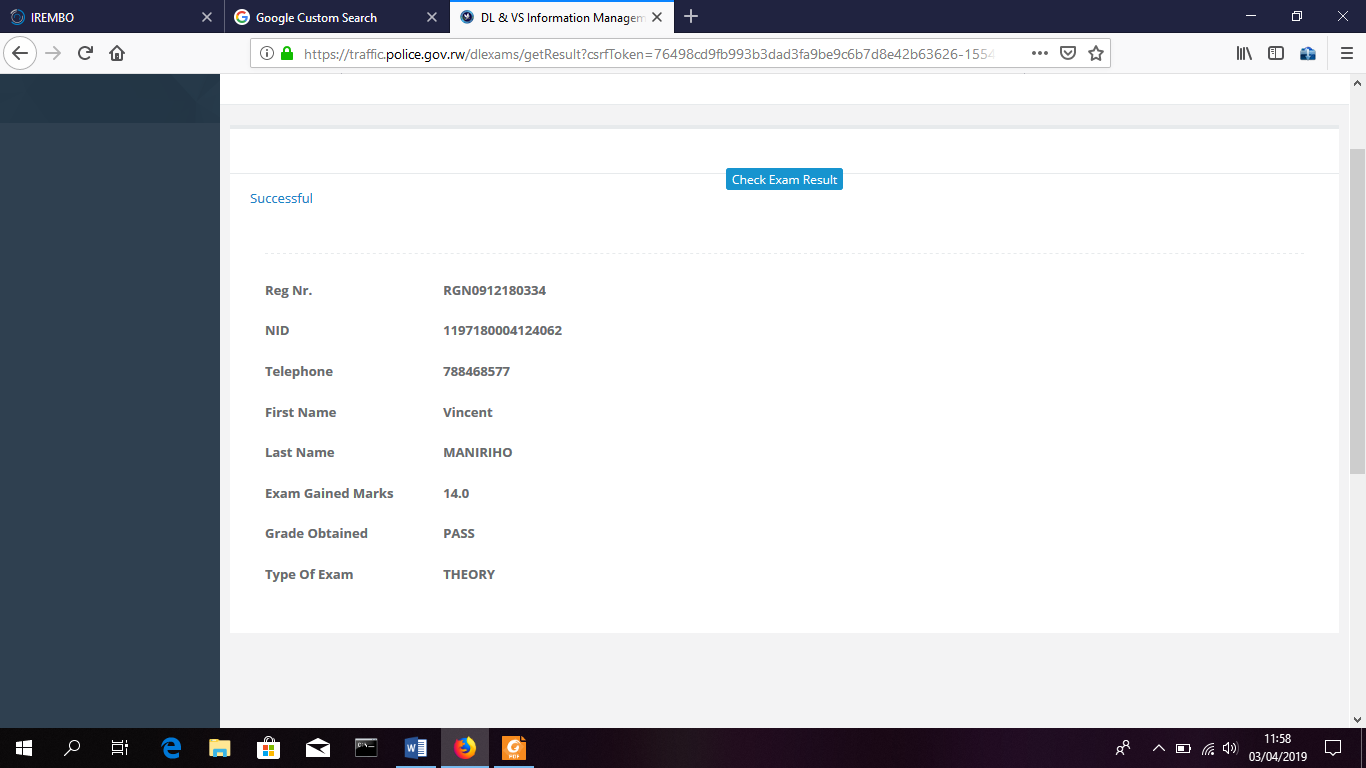 IREMBO
Google Custom Search
DL & VS Information Managem
https://traffic.police.gov.rw/dlexams/getResult?csrfToken=76498cd9fb993b3dad3fa9be9c6b7d8e42b63626-1554
Check Exam Result
Successful
Reg Nr. RGN0912180334
NID 1197180004124062
Telephone 788468577
First Name Vincent
Last Name MANIRIHO
Exam Gained Marks 14.0
Grade Obtained PASS
Type Of Exam THEORY
11:58
03/04/2019